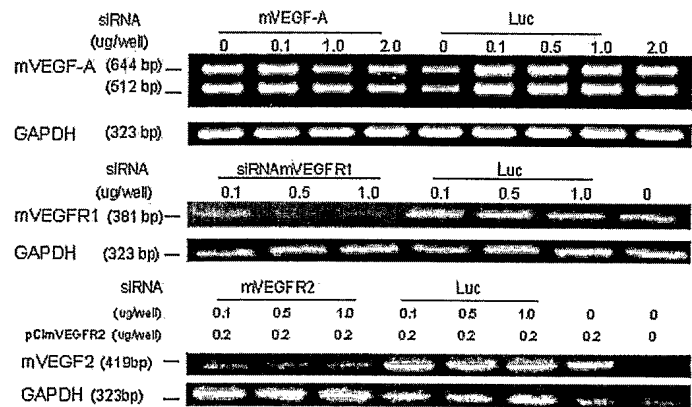 siRNA mVEGF-A Luc
(ug/well) 0 0.1 1.0 2.0 0 0.1 0.5 1.0 2.0
mVEGF-A (644 bp)
(512 bp)
GAPDH (323 bp)
siRNA siRNAmVEGFR1 Luc
(ug/well) 0.1 0.5 1.0 0.1 0.5 1.0 0
mVEGFR1 (381 bp)
GAPDH (323 bp)
siRNA mVEGFR2 Luc
(ug/well) 0.1 0.5 1.0 0.1 0.5 1.0 0 0
pCImVEGFR2 (ug/well) 0.2 0.2 0.2 0.2 0.2 0.2 0.2 0
mVEGF2 (419bp)
GAPDH (323bp)